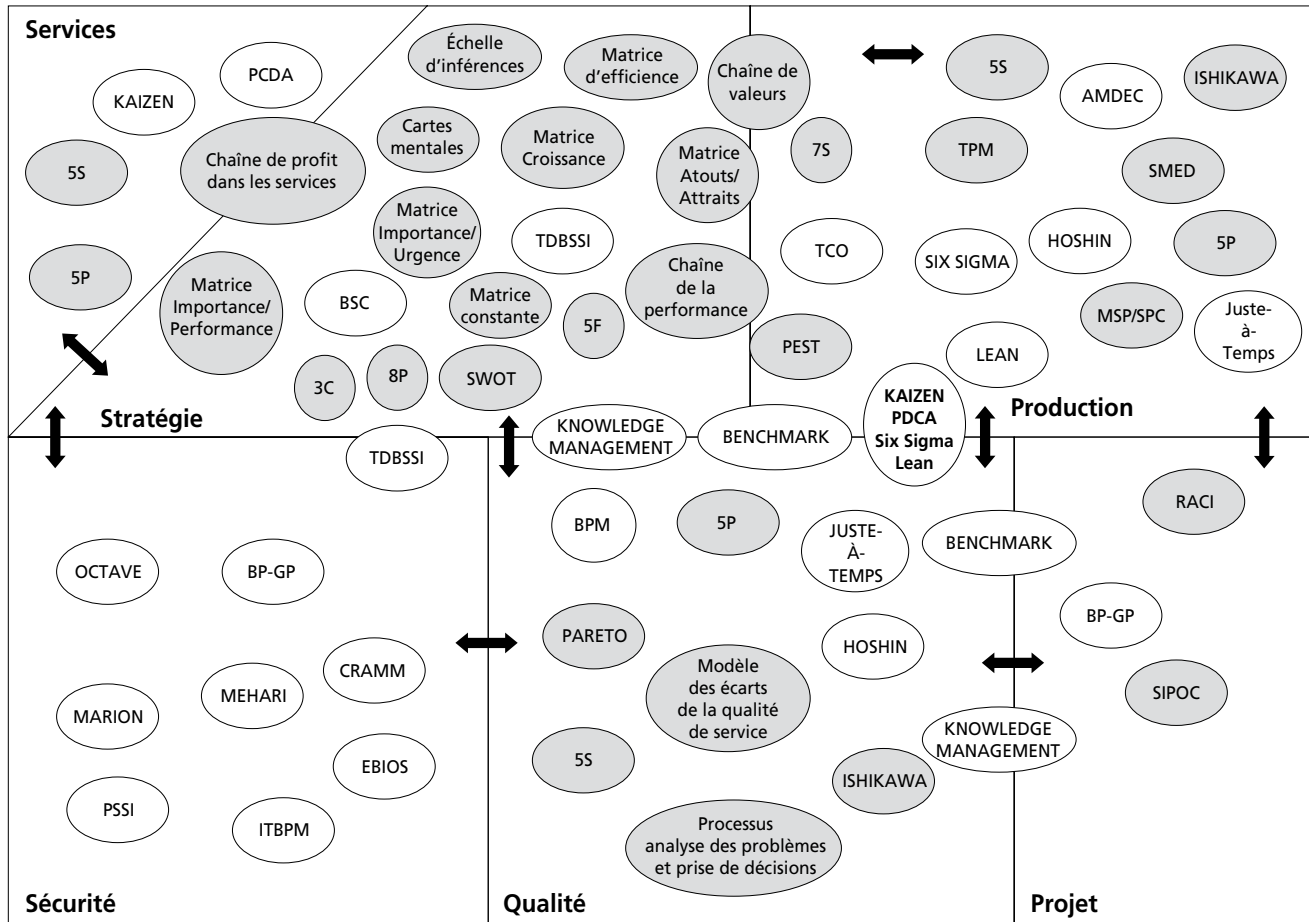 Services
PCDA
KAIZEN
5S
Chaîne de profit
dans les services
5P
Échelle
d'inférences
Matrice
d'efficience
Chaîne de
valeurs
Cartes
mentales
Matrice
Croissance
Matrice
Atouts/
Attraits
Matrice
Importance/
Urgence
TDBSSI
Matrice
Importance/
Performance
BSC
Matrice
constante
5F
Chaîne
de la
performance
3C
8P
SWOT
Stratégie
5S
AMDEC
ISHIKAWA
7S
TPM
SMED
TCO
SIX SIGMA
HOSHIN
5P
MSP/SPC
Juste-
à-
Temps
PEST
LEAN
KAIZEN
PDCA
Six Sigma
Lean
Production
TDBSSI
KNOWLEDGE
MANAGEMENT
BENCHMARK
OCTAVE
BP-GP
CRAMM
MEHARI
MARION
EBIOS
PSSI
ITBPM
Sécurité
BPM
5P
JUSTE-
À-
TEMPS
BENCHMARK
PARETO
HOSHIN
Modèle
des écarts
de la qualité
de service
KNOWLEDGE
MANAGEMENT
5S
ISHIKAWA
Processus
analyse des problèmes
et prise de décisions
Qualité
RACI
BP-GP
SIPOC
Projet